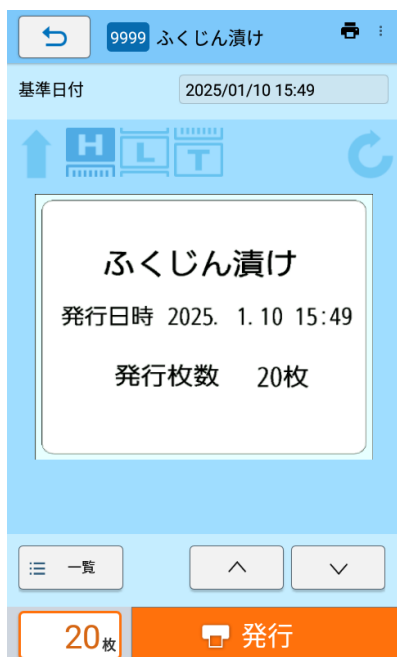 9999 ふくじん漬け
基準日付 2025/01/10 15:49
H L T
ふくじん漬け
発行日時 2025. 1.10 15:49
発行枚数 20枚
一覧
20枚 発行